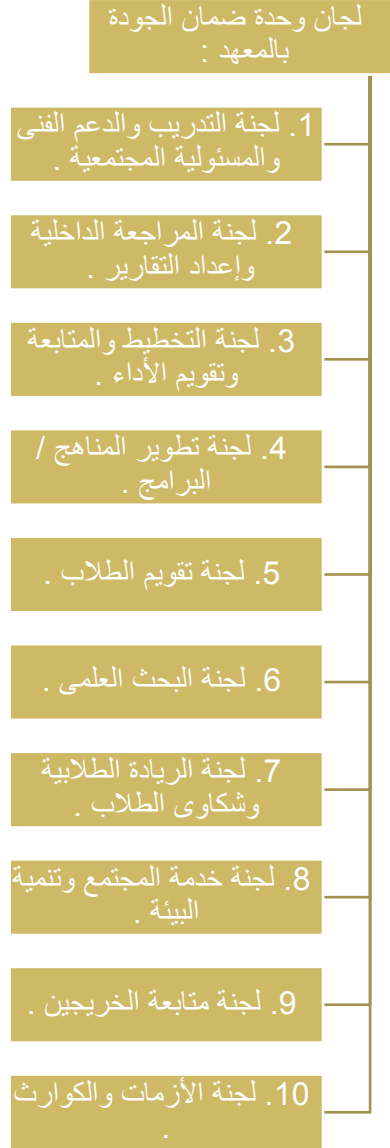 لجان وحدة ضمان الجودة
بالمعهد :
1. لجنة التدريب والدعم الفنى
والمسئولية المجتمعية .
2. لجنة المراجعة الداخلية
وإعداد التقارير .
3. لجنة التخطيط والمتابعة
وتقويم الأداء .
4. لجنة تطوير المناهج /
البرامج .
5. لجنة تقويم الطلاب .
6. لجنة البحث العلمى .
7. لجنة الريادة الطلابية
وشكاوى الطلاب .
8. لجنة خدمة المجتمع وتنمية
البيئة .
9. لجنة متابعة الخريجين .
10. لجنة الأزمات والكوارث
.